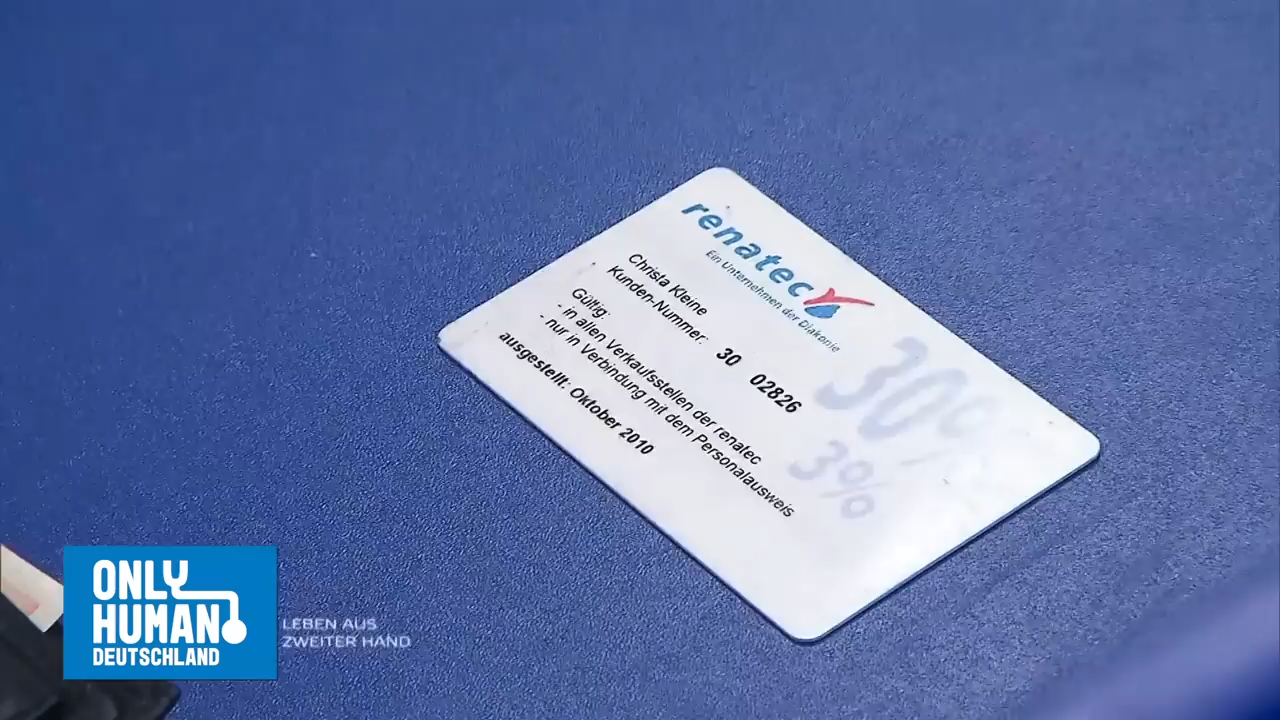 renatec
Ein Unternehmen der Diakonie
Christa Kleine
Kunden-Nummer: 30 02826
Gültig:
- in allen Verkaufsstellen der renatec
- nur in Verbindung mit dem Personalausweis
ausgestellt: Oktober 2010
30%
3%
ONLY
HUMAN
DEUTSCHLAND
LEBEN AUS
ZWEITER HAND